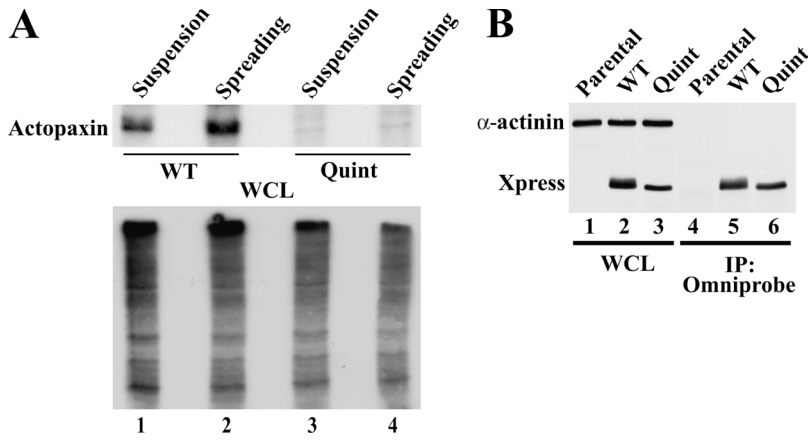 A
Suspension
Spreading
Suspension
Spreading
Actopaxin
WT
Quint
WCL
1 2 3 4
B
Parental
WT
Quint
Parental
WT
Quint
α-actinin
Xpress
1 2 3 4 5 6
WCL
IP:
Omniprobe